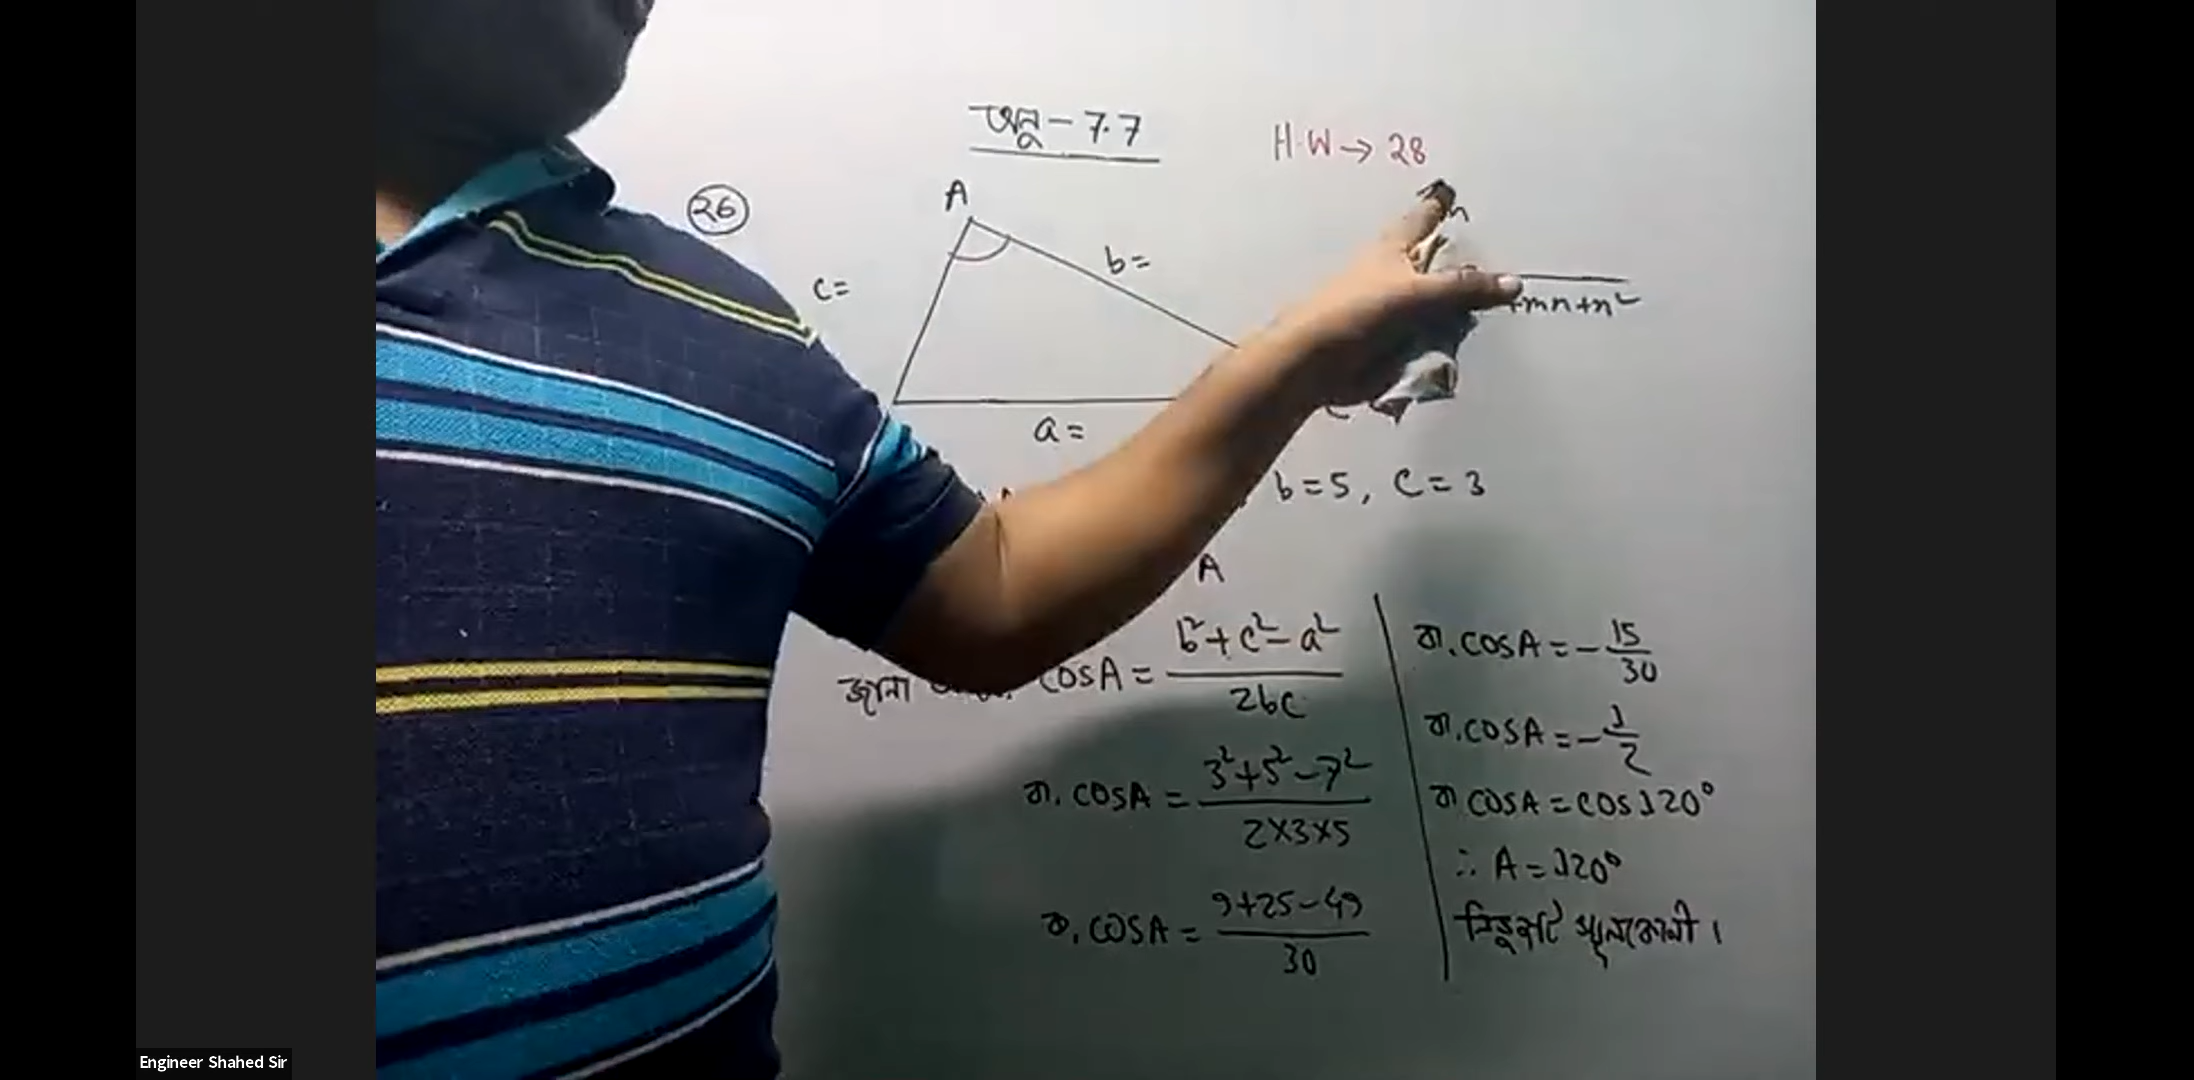 অনু - 7.7
H.W → 28
26
A
b =
c =
+mn+n²
a =
b = 5, c = 3
A
জানা cosA = b²+c²-a² / 2bc
বা, cosA = 3²+5²-7² / 2×3×5
বা, cosA = 9+25-49 / 30
বা, cosA = - 15/30
বা, cosA = - 1/2
বা cosA = cos120°
∴ A = 120°
ত্রিভুজটি স্থূলকোণী।
Engineer Shahed Sir